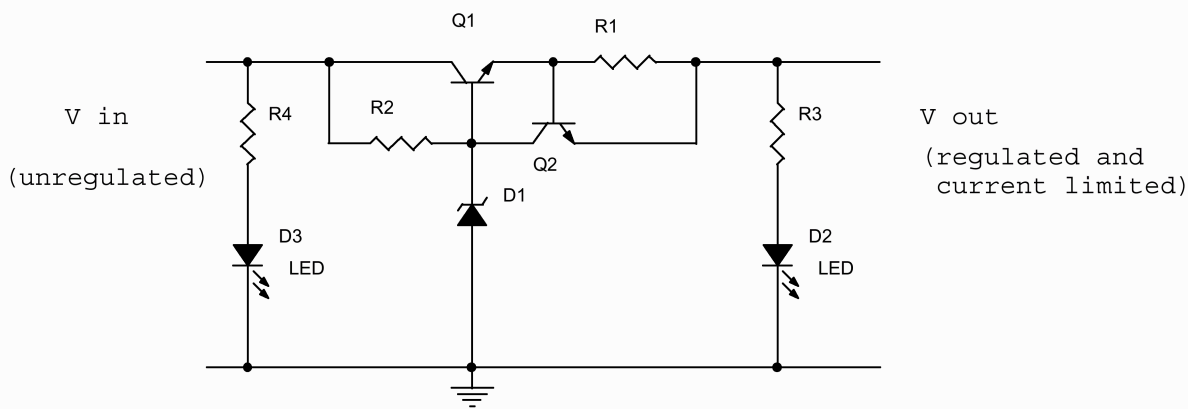 Q1
R1
V in
R4
R2
R3
V out
(unregulated)
Q2
(regulated and
current limited)
D1
D3
LED
D2
LED